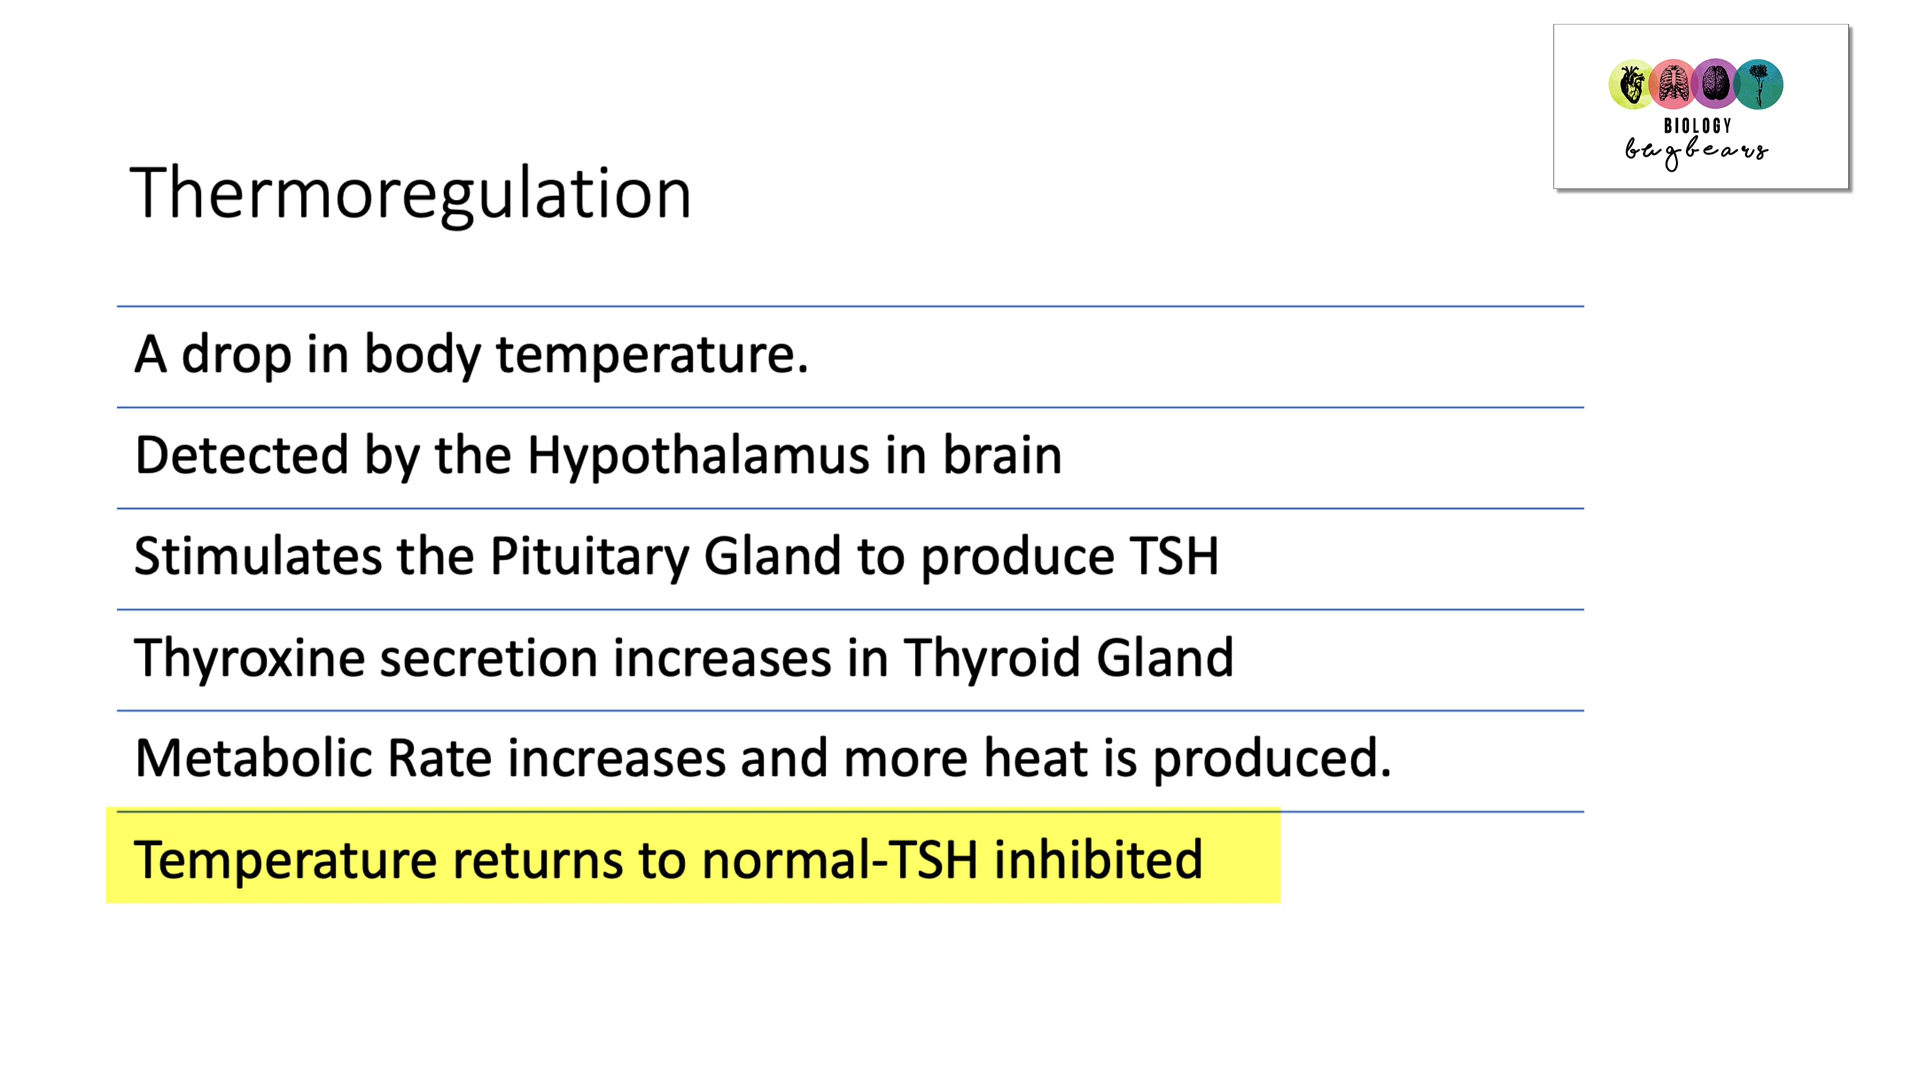 BIOLOGY
bugbears
Thermoregulation
A drop in body temperature.
Detected by the Hypothalamus in brain
Stimulates the Pituitary Gland to produce TSH
Thyroxine secretion increases in Thyroid Gland
Metabolic Rate increases and more heat is produced.
Temperature returns to normal-TSH inhibited